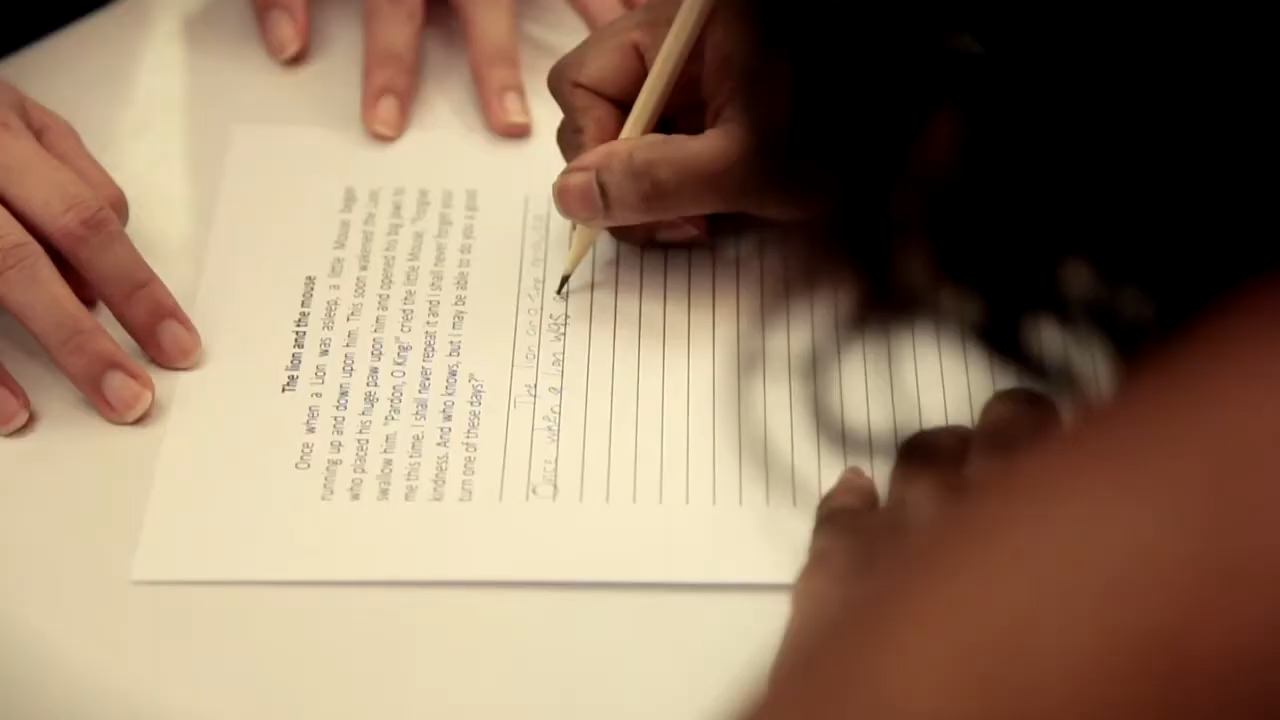 The lion and the mouse
Once when a Lion was asleep, a little Mouse began
running up and down upon him. This soon wakened the Lion,
who placed his huge paw upon him and opened his big jaws to
swallow him. "Pardon, O King!" cried the little Mouse. "Forgive
me this time. I shall never repeat it and I shall never forget your
kindness. And who knows, but I may be able to do you a good
turn one of these days?"
The lion and the mouse
Once when a lion was a